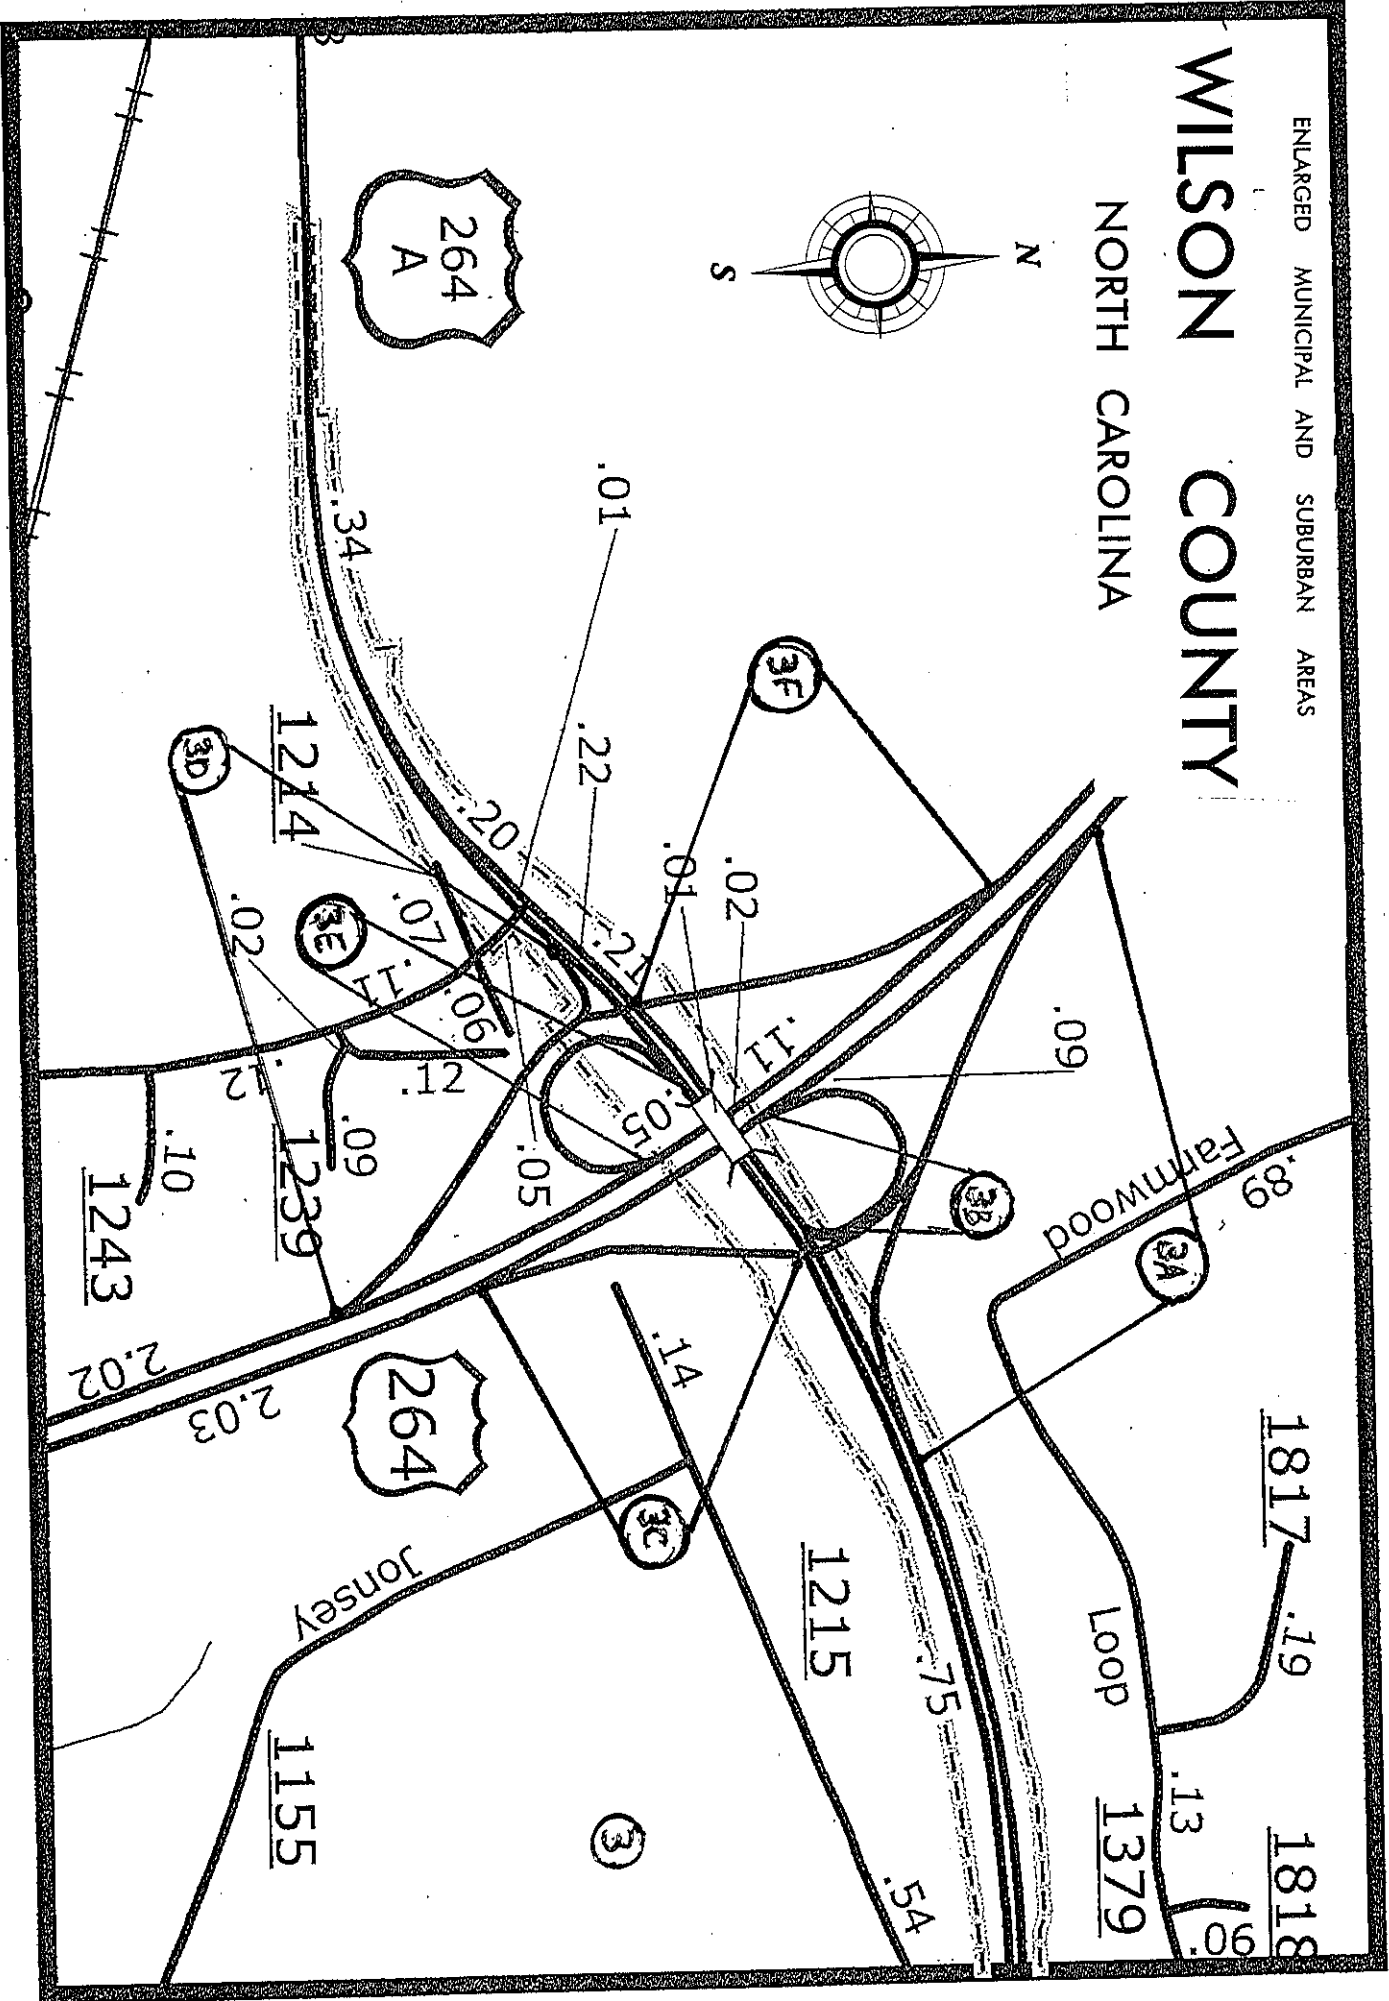 ENLARGED MUNICIPAL AND SUBURBAN AREAS
WILSON COUNTY
NORTH CAROLINA
N
S
264
A
.34
.01
.22
.20
.21
.01
.02
.11
.09
3F
3A
3B
3C
3D
3E
3
1214
.07
.06
.02
.11
.12
.12
.05
.05
.09
1239
.10
1243
2.02
2.03
264
.14
Jonsey
1155
1215
.75
.54
Farmwood
.89
Loop
1817
.19
.13
1379
1818
.06